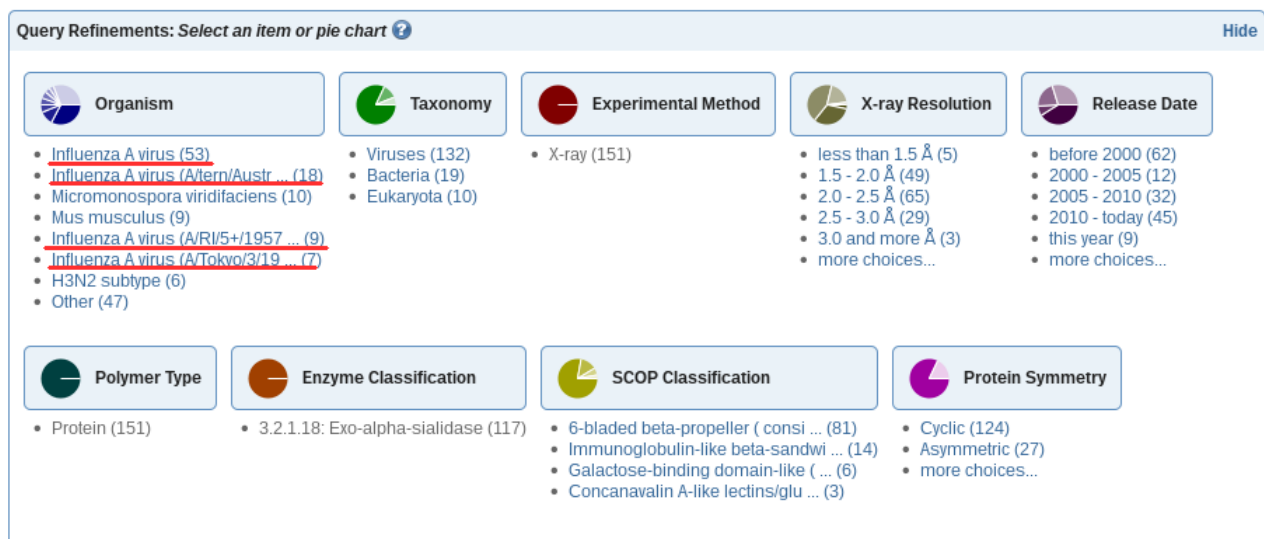 Query Refinements: Select an item or pie chart ?
Hide
Organism
Influenza A virus (53)
Influenza A virus (A/tern/Austr ... (18)
Micromonospora viridifaciens (10)
Mus musculus (9)
Influenza A virus (A/RI/5+/1957 ... (9)
Influenza A virus (A/Tokyo/3/19 ... (7)
H3N2 subtype (6)
Other (47)
Taxonomy
Viruses (132)
Bacteria (19)
Eukaryota (10)
Experimental Method
X-ray (151)
X-ray Resolution
less than 1.5 Å (5)
1.5 - 2.0 Å (49)
2.0 - 2.5 Å (65)
2.5 - 3.0 Å (29)
3.0 and more Å (3)
more choices...
Release Date
before 2000 (62)
2000 - 2005 (12)
2005 - 2010 (32)
2010 - today (45)
this year (9)
more choices...
Polymer Type
Protein (151)
Enzyme Classification
3.2.1.18: Exo-alpha-sialidase (117)
SCOP Classification
6-bladed beta-propeller ( consi ... (81)
Immunoglobulin-like beta-sandwi ... (14)
Galactose-binding domain-like ( ... (6)
Concanavalin A-like lectins/glu ... (3)
Protein Symmetry
Cyclic (124)
Asymmetric (27)
more choices...